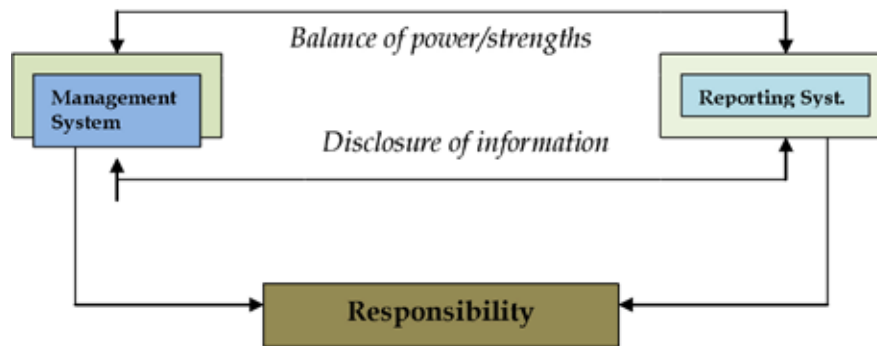 Balance of power/strengths
Management
System
Reporting Syst.
Disclosure of information
Responsibility